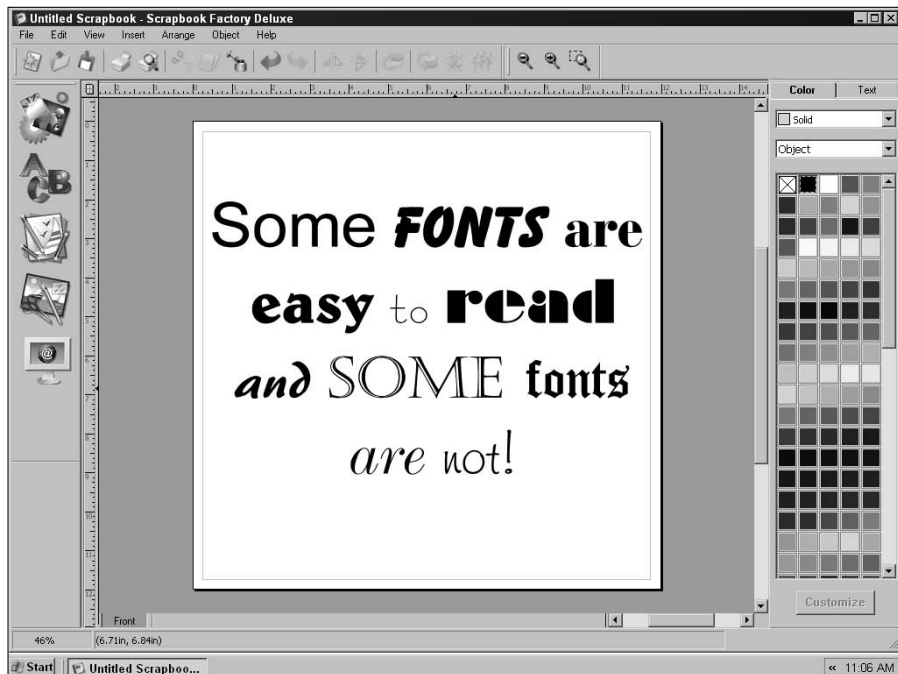 Untitled Scrapbook - Scrapbook Factory Deluxe
File Edit View Insert Arrange Object Help
Color Text
Solid
Object
Some FONTS are
easy to read
and SOME fonts
are not!
Customize
Front
46% (6.71in, 6.84in)
Start Untitled Scrapboo... « 11:06 AM